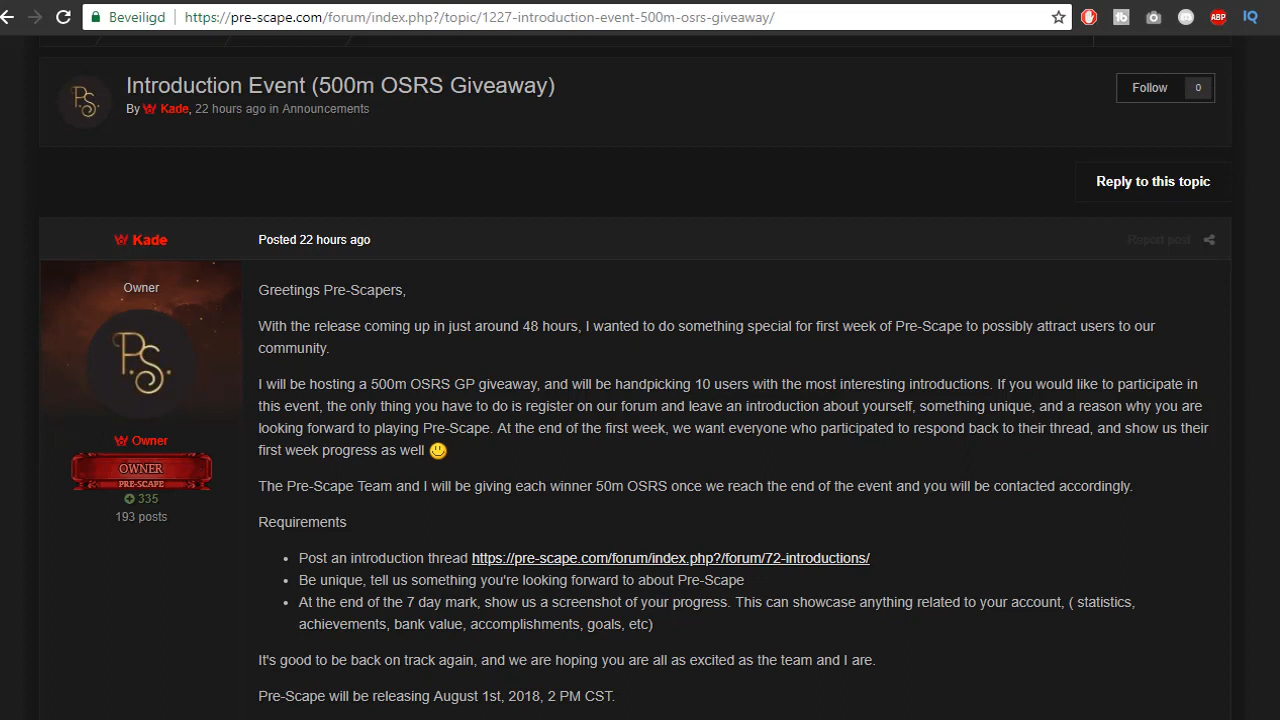 Beveiligd https://pre-scape.com/forum/index.php?/topic/1227-introduction-event-500m-osrs-giveaway/
ABP
IQ
P.S.
Introduction Event (500m OSRS Giveaway)
By Kade, 22 hours ago in Announcements
Follow 0
Reply to this topic
Kade
Posted 22 hours ago
Report post
Owner
P.S.
Owner
OWNER
PRE-SCAPE
335
193 posts
Greetings Pre-Scapers,
With the release coming up in just around 48 hours, I wanted to do something special for first week of Pre-Scape to possibly attract users to our
community.
I will be hosting a 500m OSRS GP giveaway, and will be handpicking 10 users with the most interesting introductions. If you would like to participate in
this event, the only thing you have to do is register on our forum and leave an introduction about yourself, something unique, and a reason why you are
looking forward to playing Pre-Scape. At the end of the first week, we want everyone who participated to respond back to their thread, and show us their
first week progress as well
The Pre-Scape Team and I will be giving each winner 50m OSRS once we reach the end of the event and you will be contacted accordingly.
Requirements
• Post an introduction thread https://pre-scape.com/forum/index.php?/forum/72-introductions/
• Be unique, tell us something you're looking forward to about Pre-Scape
• At the end of the 7 day mark, show us a screenshot of your progress. This can showcase anything related to your account, ( statistics,
achievements, bank value, accomplishments, goals, etc)
It's good to be back on track again, and we are hoping you are all as excited as the team and I are.
Pre-Scape will be releasing August 1st, 2018, 2 PM CST.